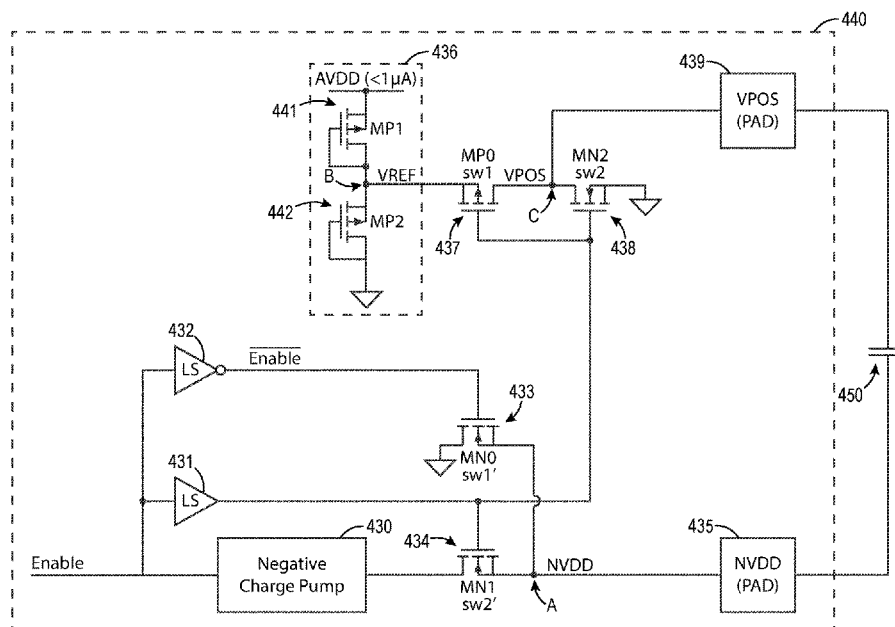 440
436
439
AVDD (<1µA)
441
MP1
VPOS
(PAD)
MP0
sw1
VPOS
MN2
sw2
B
VREF
442
MP2
C
437
438
432
LS
Enable
433
450
431
LS
MN0
sw1'
430
434
435
Enable
Negative
Charge Pump
NVDD
NVDD
(PAD)
MN1
sw2'
A